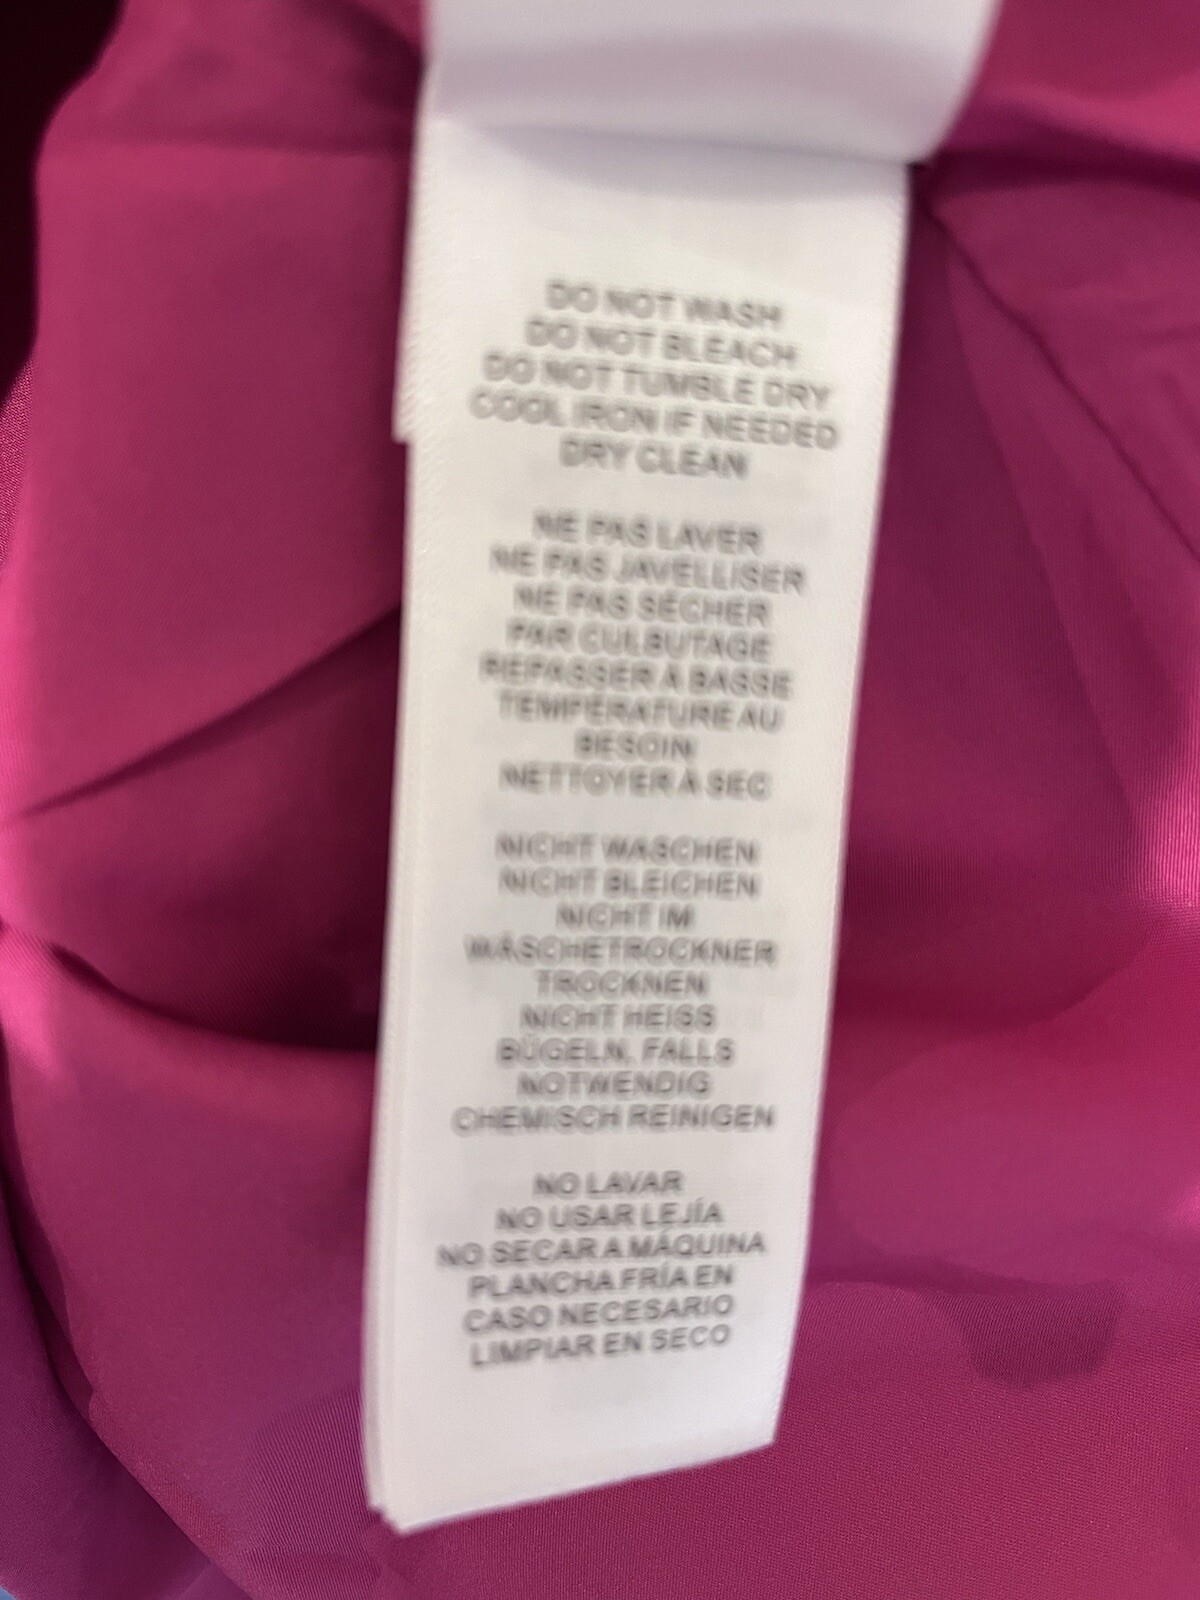 DO NOT WASH
DO NOT BLEACH
DO NOT TUMBLE DRY
COOL IRON IF NEEDED
DRY CLEAN
NE PAS LAVER
NE PAS JAVELLISER
NE PAS SÉCHER
PAR CULBUTAGE
REPASSER À BASSE
TEMPÉRATURE AU
BESOIN
NETTOYER À SEC
NICHT WASCHEN
NICHT BLEICHEN
NICHT IM
WÄSCHETROCKNER
TROCKNEN
NICHT HEISS
BÜGELN, FALLS
NOTWENDIG
CHEMISCH REINIGEN
NO LAVAR
NO USAR LEJÍA
NO SECAR A MÁQUINA
PLANCHA FRÍA EN
CASO NECESARIO
LIMPIAR EN SECO